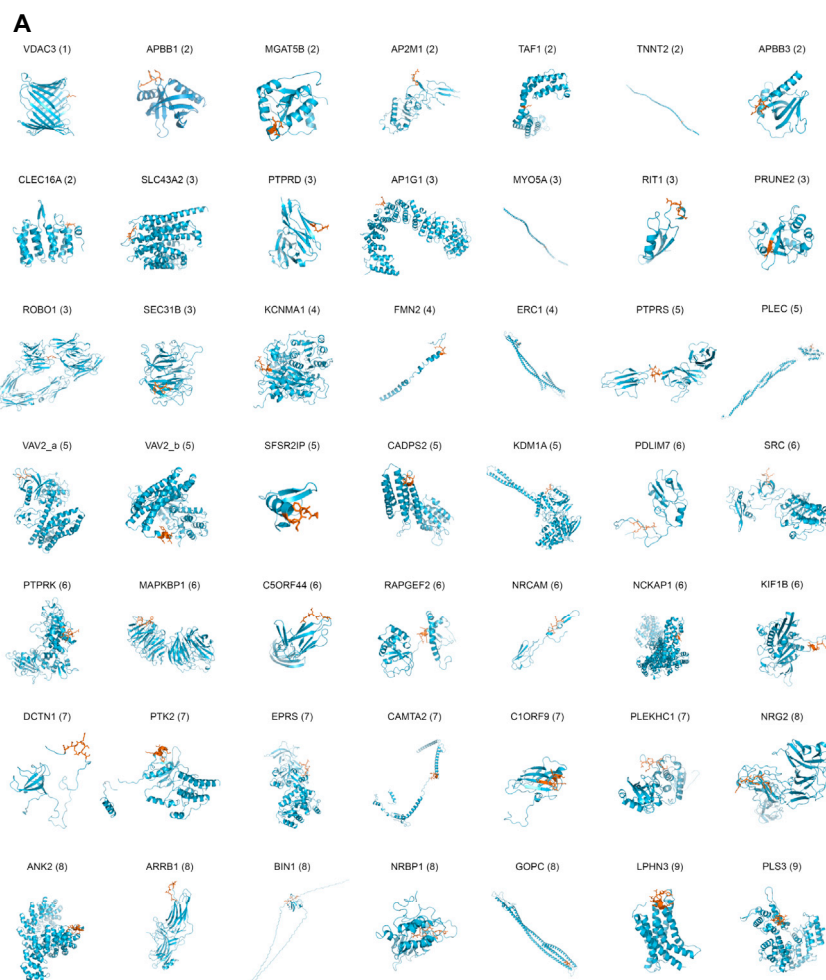 A
VDAC3 (1) APBB1 (2) MGAT5B (2) AP2M1 (2) TAF1 (2) TNNT2 (2) APBB3 (2)
CLEC16A (2) SLC43A2 (3) PTPRD (3) AP1G1 (3) MYO5A (3) RIT1 (3) PRUNE2 (3)
ROBO1 (3) SEC31B (3) KCNMA1 (4) FMN2 (4) ERC1 (4) PTPRS (5) PLEC (5)
VAV2_a (5) VAV2_b (5) SFSR2IP (5) CADPS2 (5) KDM1A (5) PDLIM7 (6) SRC (6)
PTPRK (6) MAPKBP1 (6) C5ORF44 (6) RAPGEF2 (6) NRCAM (6) NCKAP1 (6) KIF1B (6)
DCTN1 (7) PTK2 (7) EPRS (7) CAMTA2 (7) C1ORF9 (7) PLEKHC1 (7) NRG2 (8)
ANK2 (8) ARRB1 (8) BIN1 (8) NRBP1 (8) GOPC (8) LPHN3 (9) PLS3 (9)